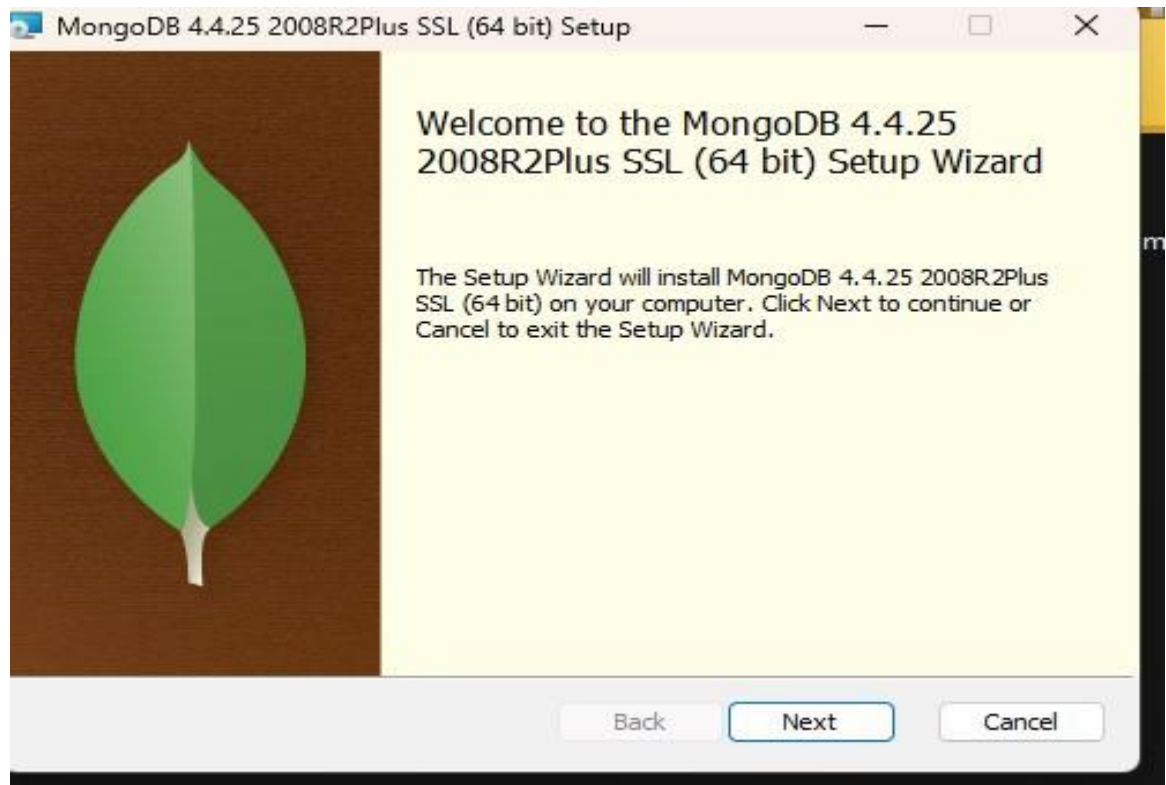 MongoDB 4.4.25 2008R2Plus SSL (64 bit) Setup
Welcome to the MongoDB 4.4.25
2008R2Plus SSL (64 bit) Setup Wizard
The Setup Wizard will install MongoDB 4.4.25 2008R2Plus
SSL (64 bit) on your computer. Click Next to continue or
Cancel to exit the Setup Wizard.
m
Back
Next
Cancel